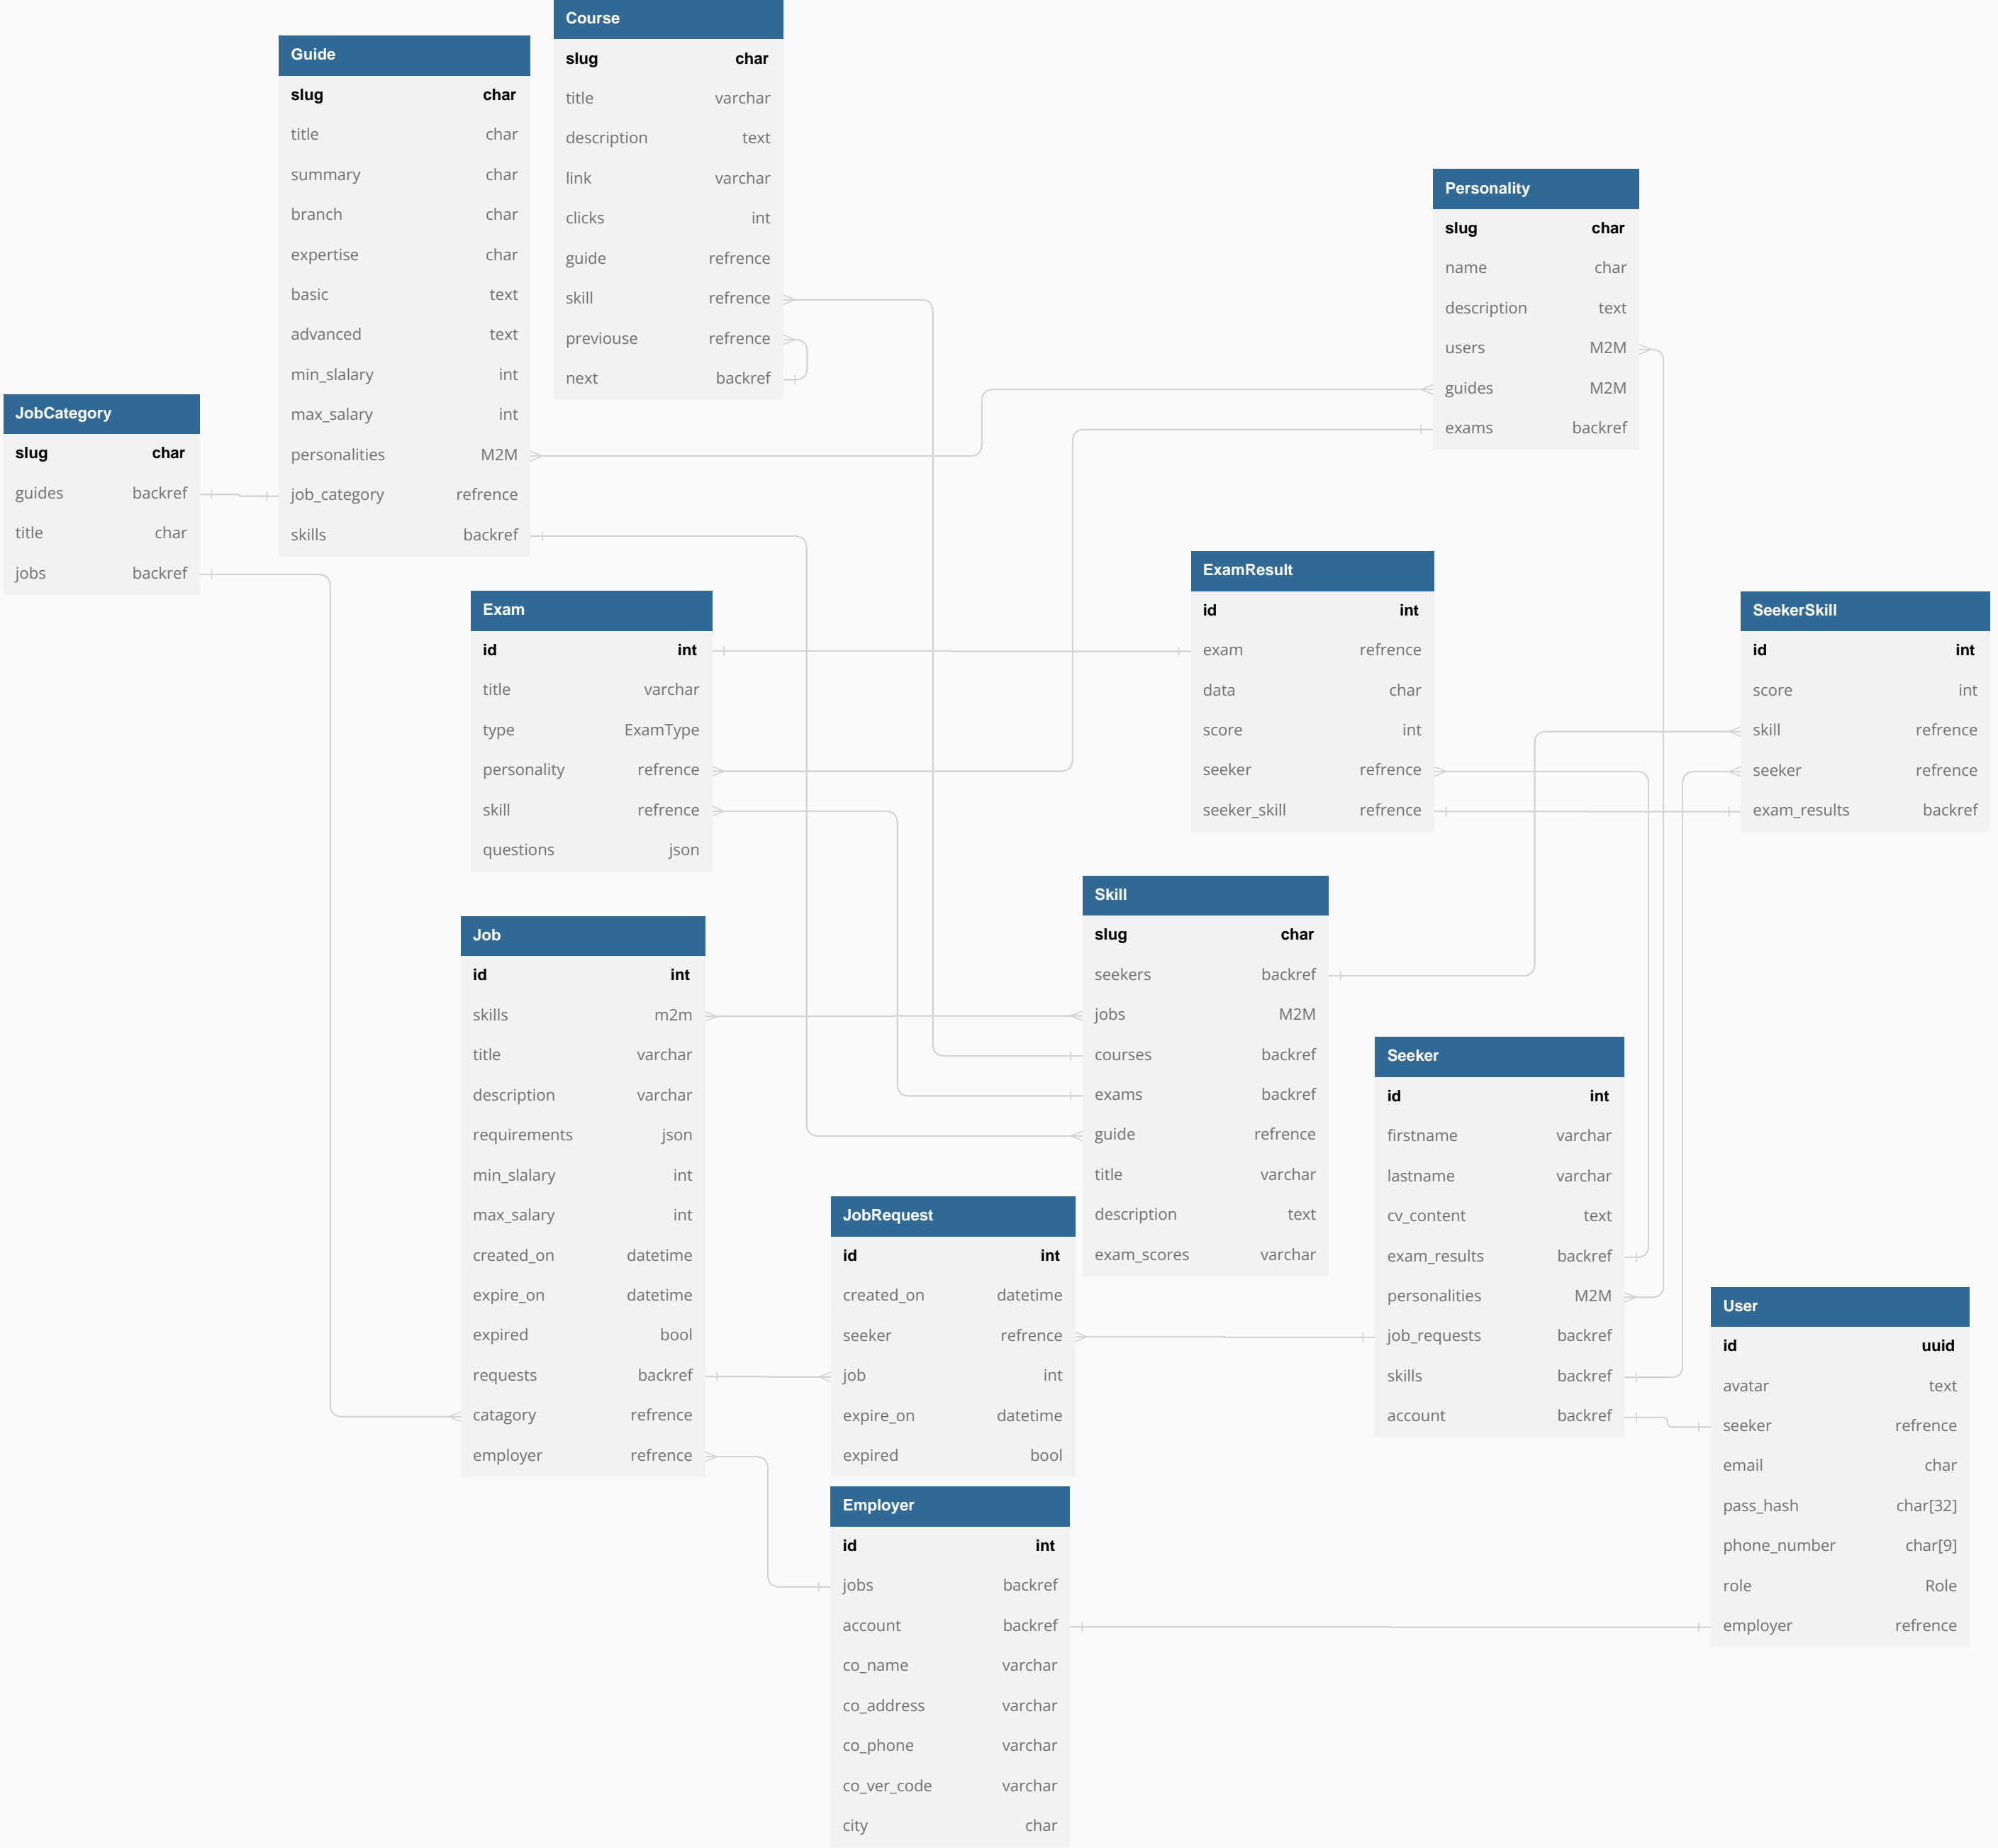 Course
slug char
title varchar
description text
link varchar
clicks int
guide refrence
skill refrence
previouse refrence
next backref
Guide
slug char
title char
summary char
branch char
expertise char
basic text
advanced text
min_slalary int
max_salary int
personalities M2M
job_category refrence
skills backref
Personality
slug char
name char
description text
users M2M
guides M2M
exams backref
JobCategory
slug char
guides backref
title char
jobs backref
ExamResult
id int
exam refrence
data char
score int
seeker refrence
seeker_skill refrence
Exam
id int
title varchar
type ExamType
personality refrence
skill refrence
questions json
SeekerSkill
id int
score int
skill refrence
seeker refrence
exam_results backref
Skill
slug char
seekers backref
jobs M2M
courses backref
exams backref
guide refrence
title varchar
description text
exam_scores varchar
Job
id int
skills m2m
title varchar
description varchar
requirements json
min_slalary int
max_salary int
created_on datetime
expire_on datetime
expired bool
requests backref
catagory refrence
employer refrence
Seeker
id int
firstname varchar
lastname varchar
cv_content text
exam_results backref
personalities M2M
job_requests backref
skills backref
account backref
JobRequest
id int
created_on datetime
seeker refrence
job int
expire_on datetime
expired bool
User
id uuid
avatar text
seeker refrence
email char
pass_hash char[32]
phone_number char[9]
role Role
employer refrence
Employer
id int
jobs backref
account backref
co_name varchar
co_address varchar
co_phone varchar
co_ver_code varchar
city char